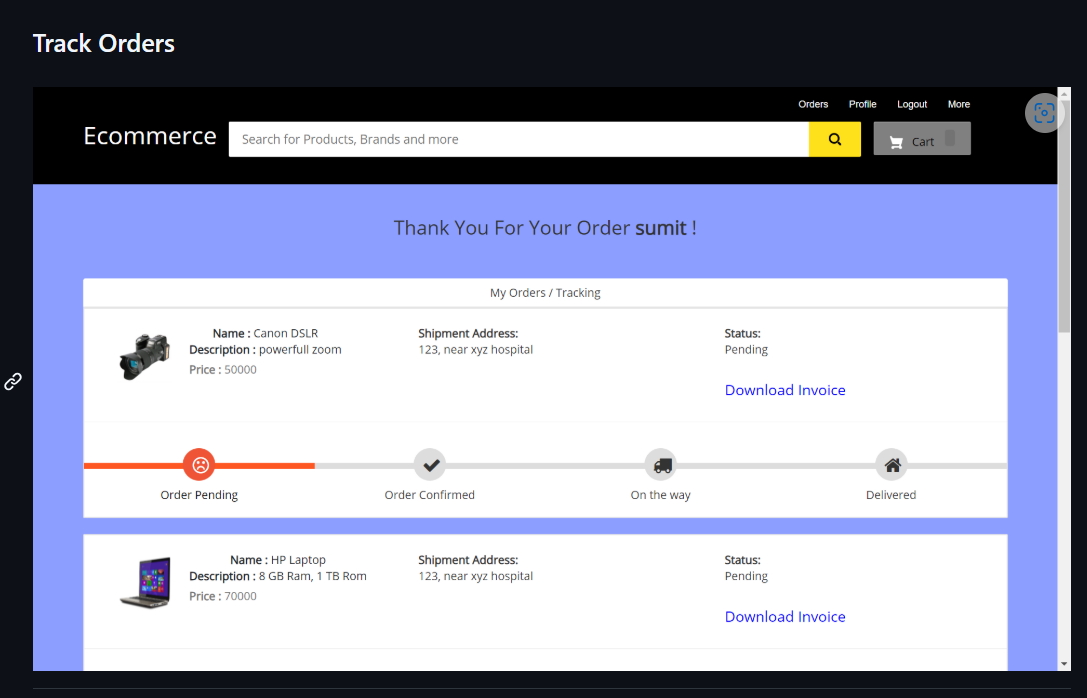 Track Orders
Orders Profile Logout More
Ecommerce Search for Products, Brands and more Cart
Thank You For Your Order sumit !
My Orders / Tracking
Name : Canon DSLR
Description : powerfull zoom
Price : 50000
Shipment Address:
123, near xyz hospital
Status:
Pending
Download Invoice
Order Pending Order Confirmed On the way Delivered
Name : HP Laptop
Description : 8 GB Ram, 1 TB Rom
Price : 70000
Shipment Address:
123, near xyz hospital
Status:
Pending
Download Invoice